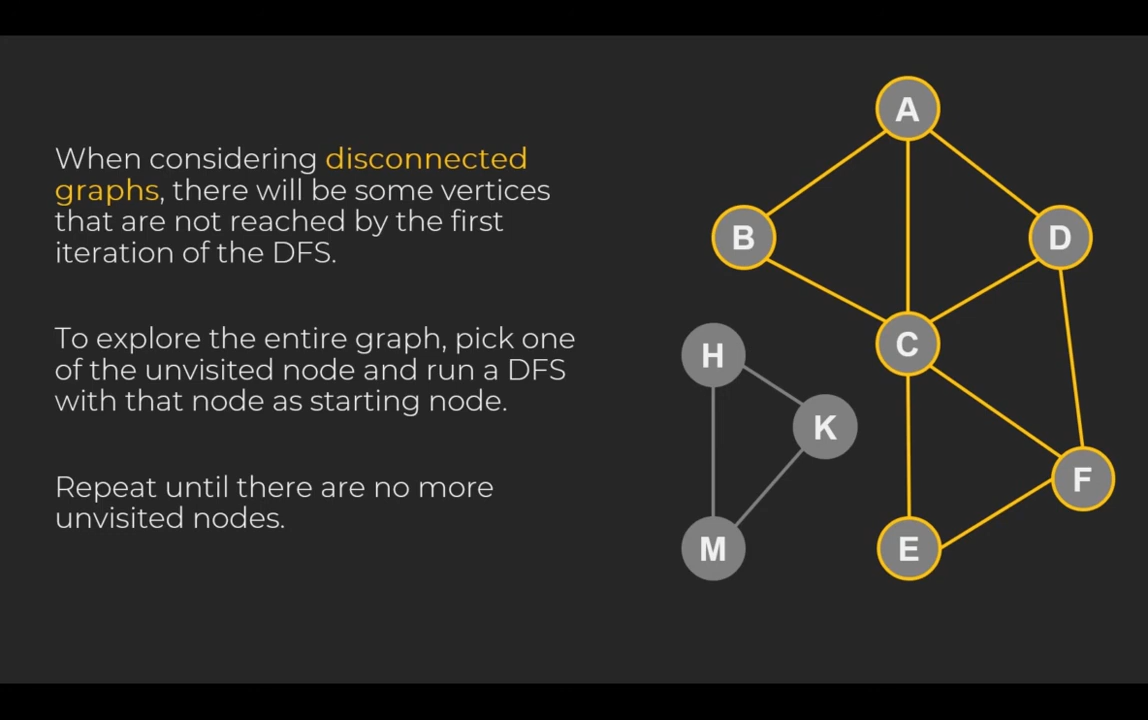 When considering disconnected
graphs, there will be some vertices
that are not reached by the first
iteration of the DFS.
To explore the entire graph, pick one
of the unvisited node and run a DFS
with that node as starting node.
Repeat until there are no more
unvisited nodes.
A
B
D
C
H
K
F
M
E